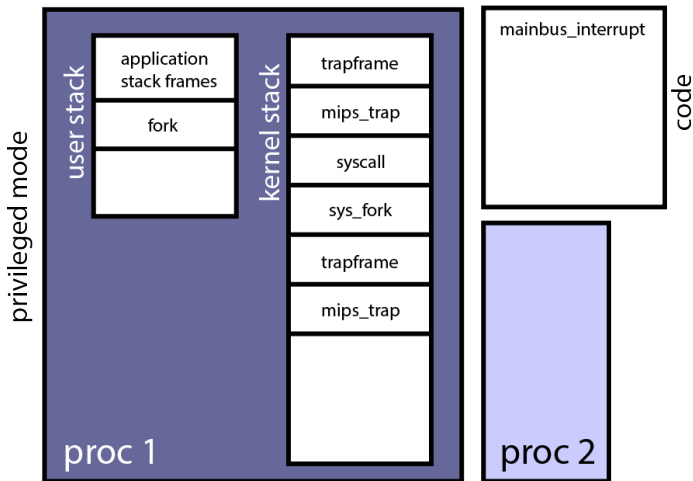 privileged mode
user stack
application
stack frames
fork
kernel stack
trapframe
mips_trap
syscall
sys_fork
trapframe
mips_trap
proc 1
mainbus_interrupt
code
proc 2